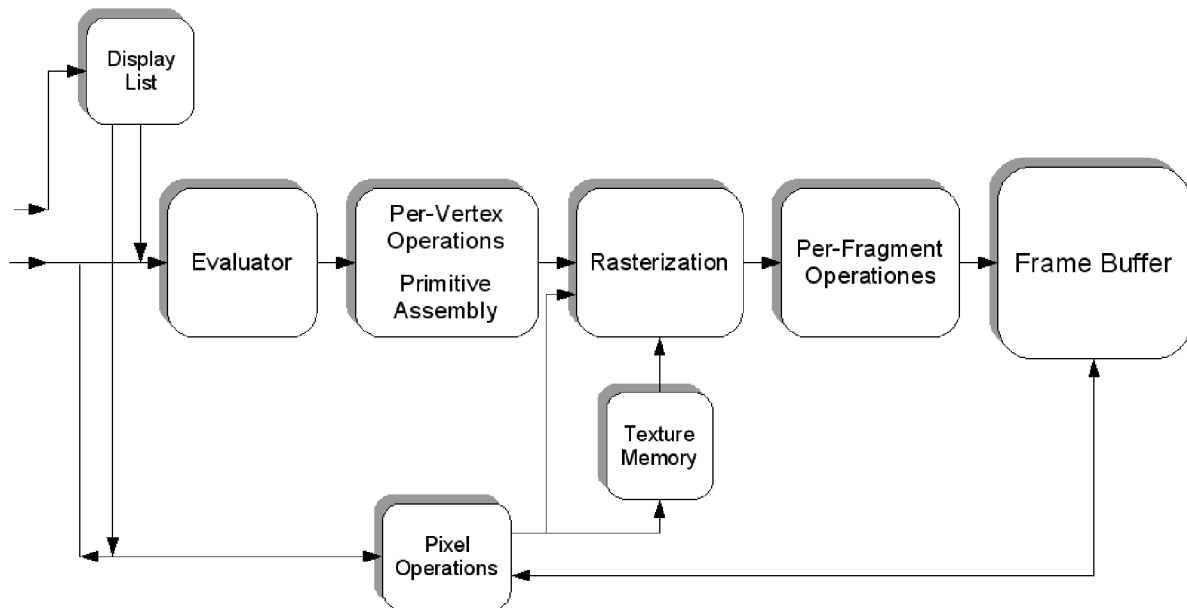 Display
List
Evaluator
Per-Vertex
Operations
Primitive
Assembly
Rasterization
Per-Fragment
Operationes
Frame Buffer
Texture
Memory
Pixel
Operations